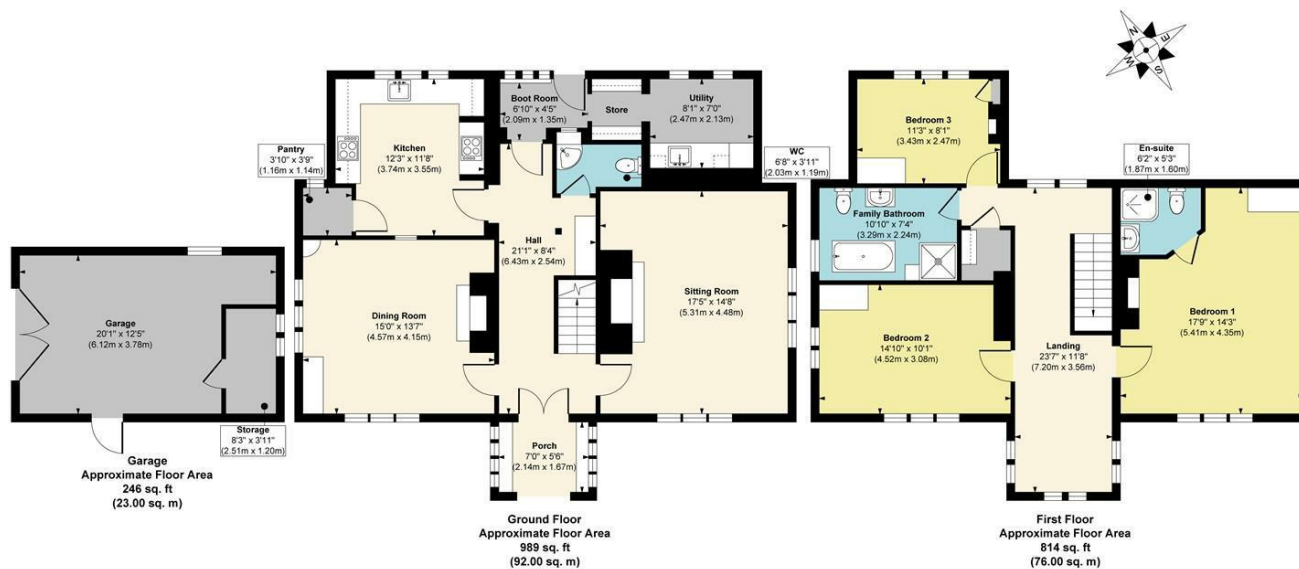 N
E
S
W
Boot Room
6'10" x 4'5"
(2.09m x 1.35m)
Store
Utility
8'1" x 7'0"
(2.47m x 2.13m)
Kitchen
12'3" x 11'8"
(3.74m x 3.55m)
Pantry
3'10" x 3'9"
(1.16m x 1.14m)
WC
6'8" x 3'11"
(2.03m x 1.19m)
Hall
21'1" x 8'4"
(6.43m x 2.54m)
Sitting Room
17'5" x 14'8"
(5.31m x 4.48m)
Dining Room
15'0" x 13'7"
(4.57m x 4.15m)
Porch
7'0" x 5'6"
(2.14m x 1.67m)
Ground Floor
Approximate Floor Area
989 sq. ft
(92.00 sq. m)
Garage
20'1" x 12'5"
(6.12m x 3.78m)
Storage
8'3" x 3'11"
(2.51m x 1.20m)
Garage
Approximate Floor Area
246 sq. ft
(23.00 sq. m)
Bedroom 3
11'3" x 8'1"
(3.43m x 2.47m)
En-suite
6'2" x 5'3"
(1.87m x 1.60m)
Family Bathroom
10'10" x 7'4"
(3.29m x 2.24m)
Bedroom 1
17'9" x 14'3"
(5.41m x 4.35m)
Bedroom 2
14'10" x 10'1"
(4.52m x 3.08m)
Landing
23'7" x 11'8"
(7.20m x 3.56m)
First Floor
Approximate Floor Area
814 sq. ft
(76.00 sq. m)